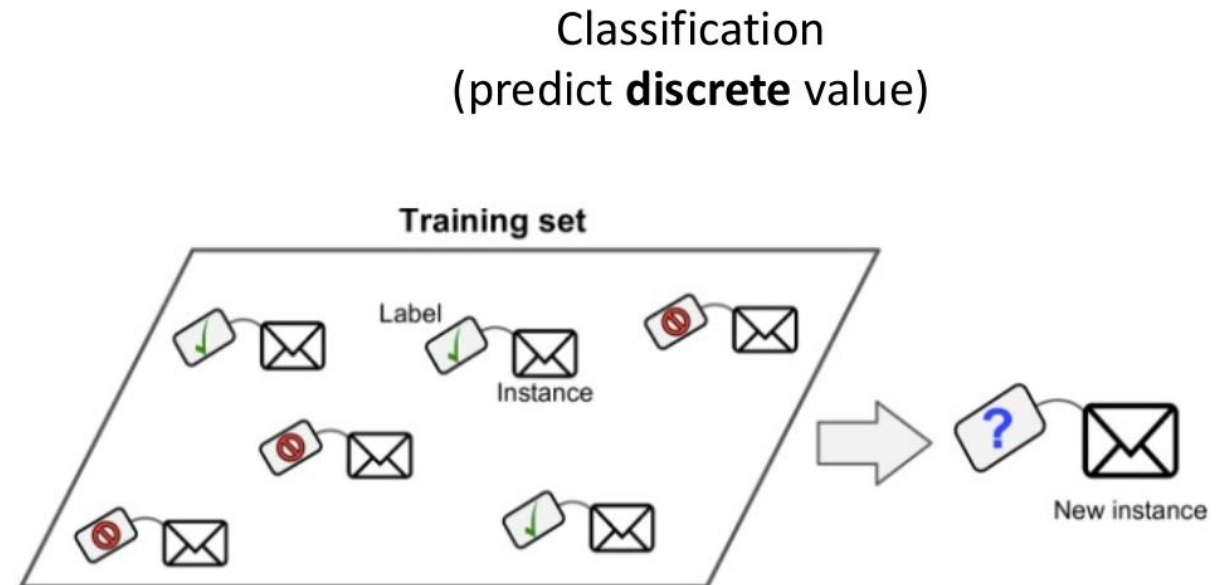 Classification
(predict discrete value)
Training set
Label
Instance
?
New instance